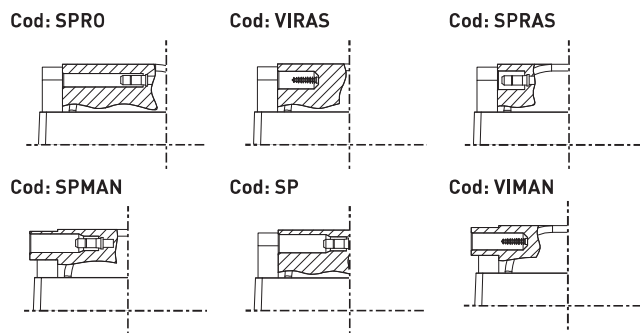 Cod: SPRO
Cod: VIRAS
Cod: SPRAS
Cod: SPMAN
Cod: SP
Cod: VIMAN